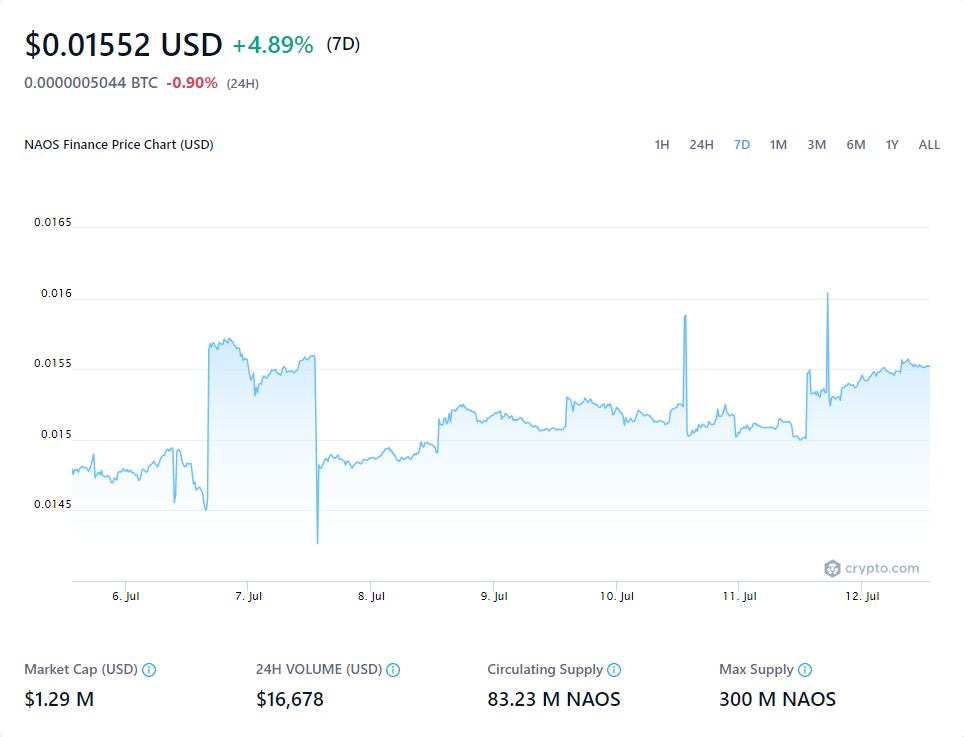 $0.01552 USD +4.89% (7D)
0.0000005044 BTC -0.90% (24H)
NAOS Finance Price Chart (USD) 1H 24H 7D 1M 3M 6M 1Y ALL
0.0165
0.016
0.0155
0.015
0.0145
crypto.com
6. Jul 7. Jul 8. Jul 9. Jul 10. Jul 11. Jul 12. Jul
Market Cap (USD) 24H VOLUME (USD) Circulating Supply Max Supply
$1.29 M $16,678 83.23 M NAOS 300 M NAOS